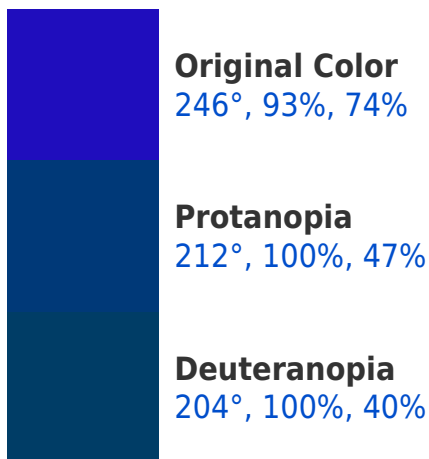 Original Color
246°, 93%, 74%
Protanopia
212°, 100%, 47%
Deuteranopia
204°, 100%, 40%